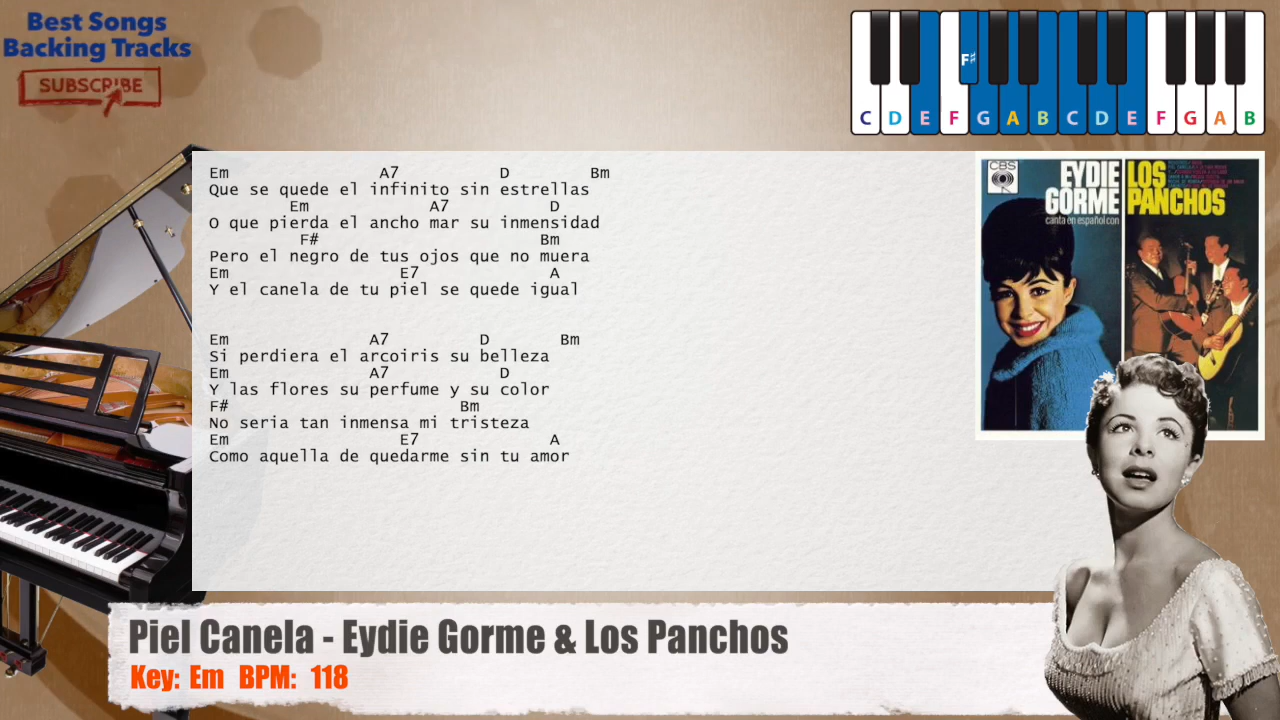 Best Songs
Backing Tracks
SUBSCRIBE
F#
C D E F G A B C D E F G A B
Em A7 D Bm
Que se quede el infinito sin estrellas
Em A7 D
O que pierda el ancho mar su inmensidad
F# Bm
Pero el negro de tus ojos que no muera
Em E7 A
Y el canela de tu piel se quede igual
Em A7 D Bm
Si perdiera el arcoiris su belleza
Em A7 D
Y las flores su perfume y su color
F# Bm
No seria tan inmensa mi tristeza
Em E7 A
Como aquella de quedarme sin tu amor
CBS
EYDIE
GORME
canta en español con
LOS
PANCHOS
Piel Canela - Eydie Gorme & Los Panchos
Key: Em BPM: 118